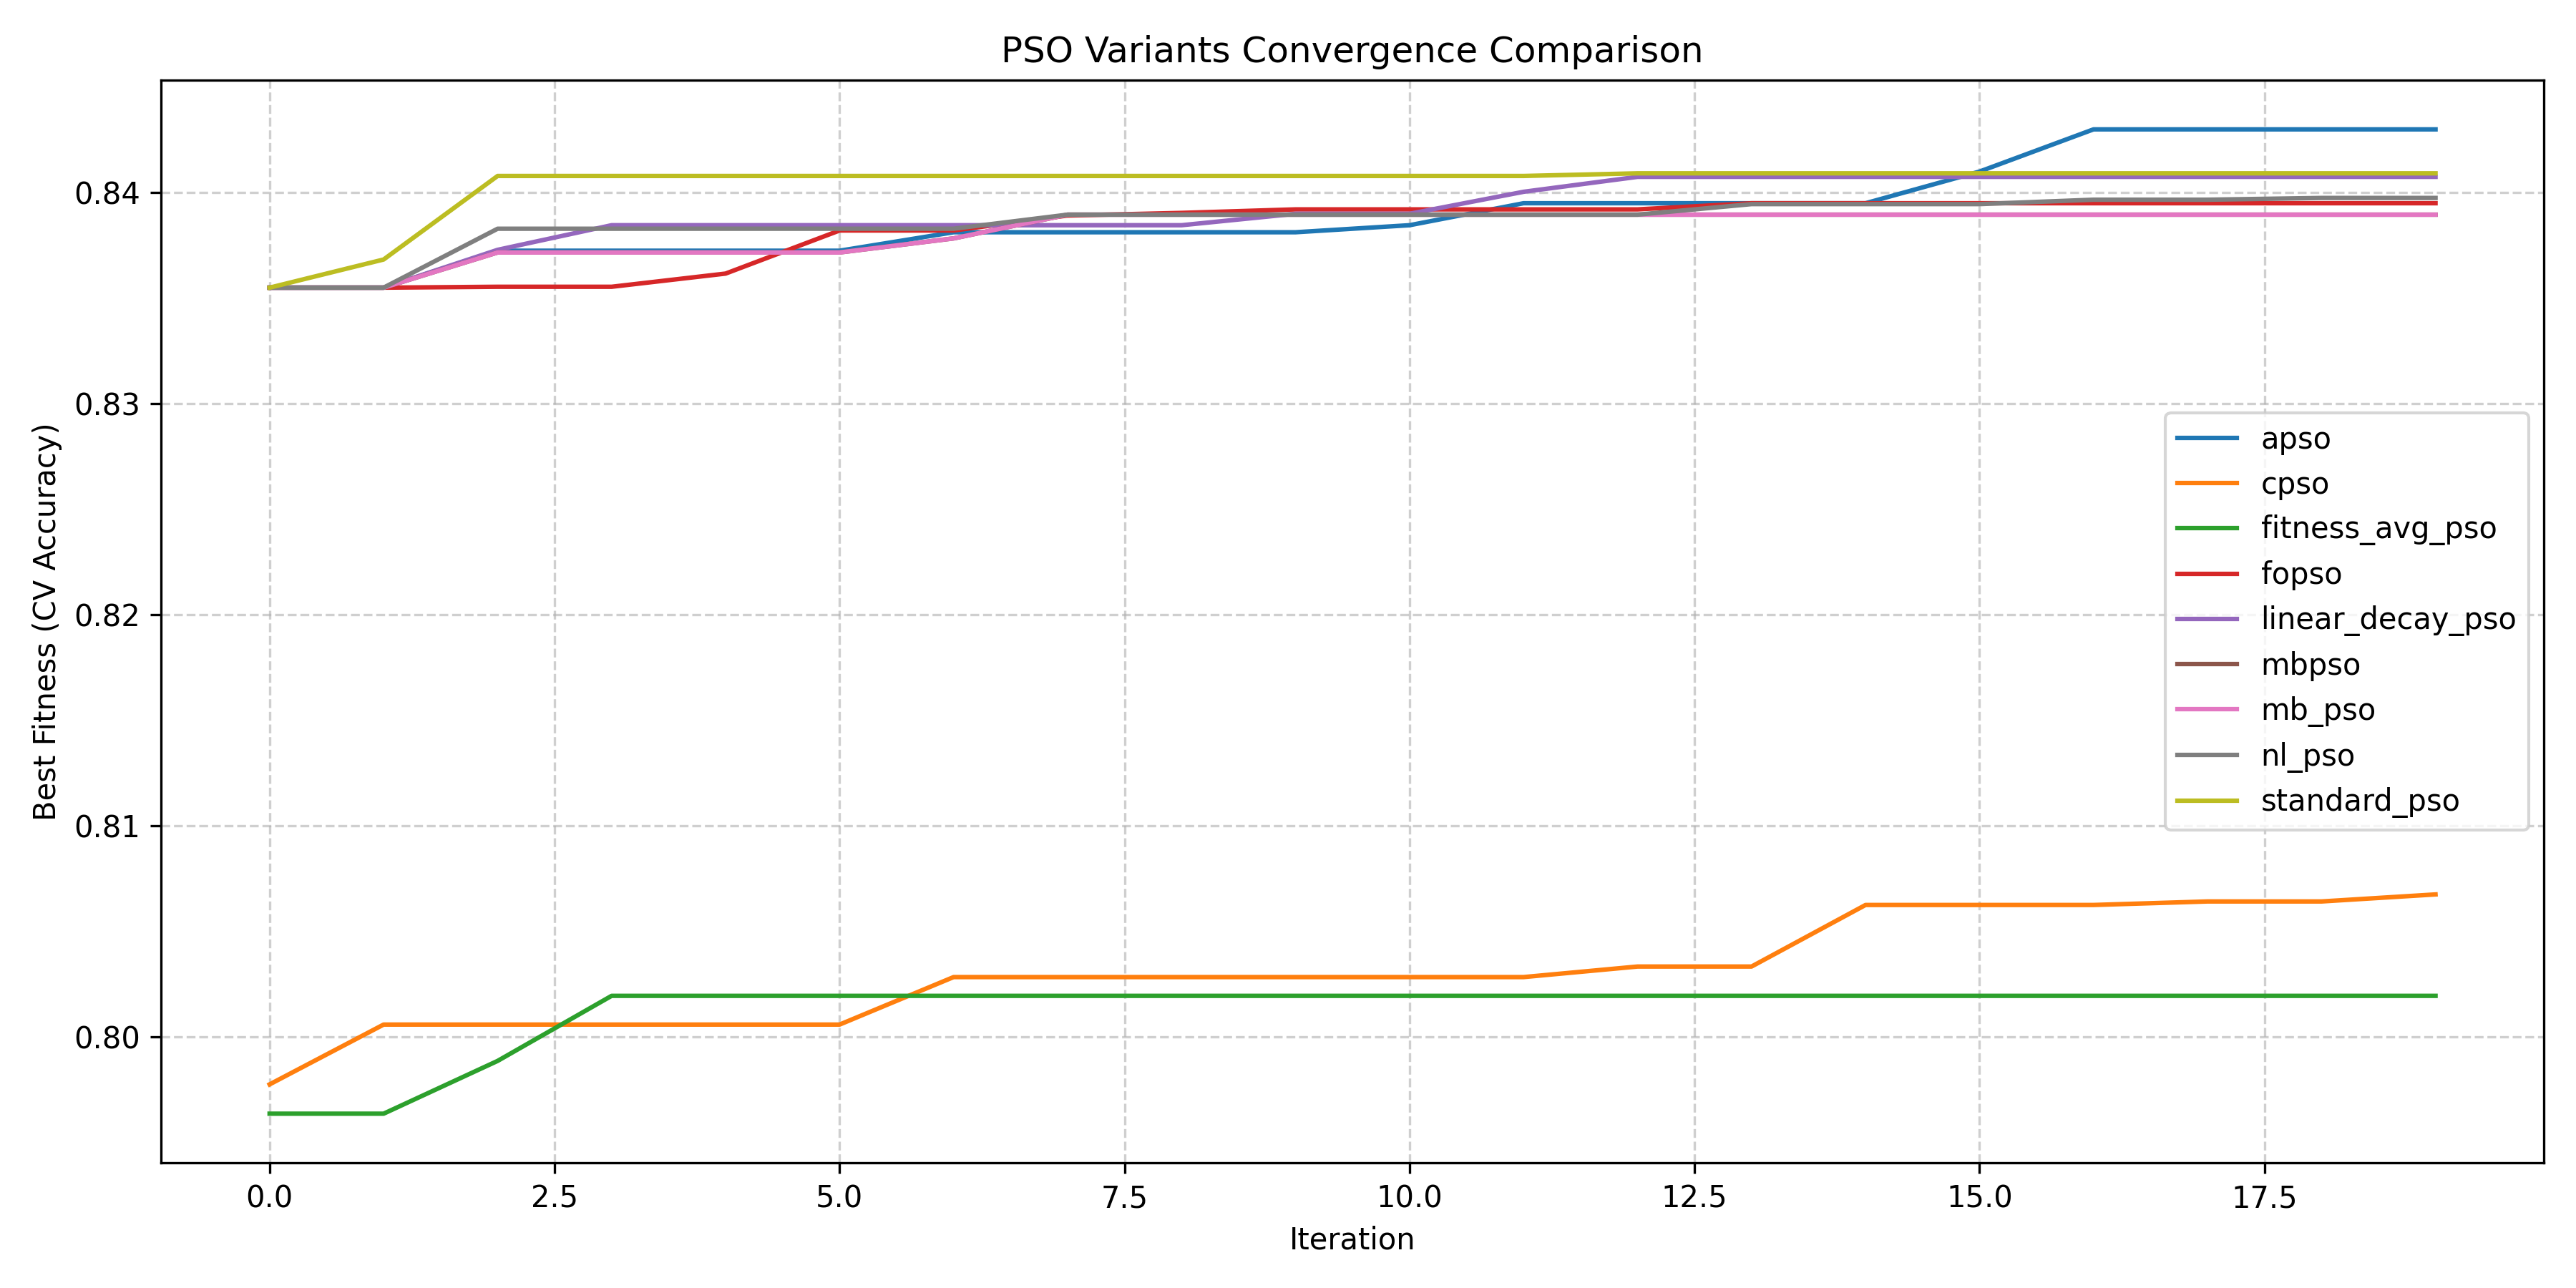 PSO Variants Convergence Comparison
Best Fitness (CV Accuracy)
0.84
0.83
0.82
0.81
0.80
apso
cpso
fitness_avg_pso
fopso
linear_decay_pso
mbpso
mb_pso
nl_pso
standard_pso
0.0 2.5 5.0 7.5 10.0 12.5 15.0 17.5
Iteration